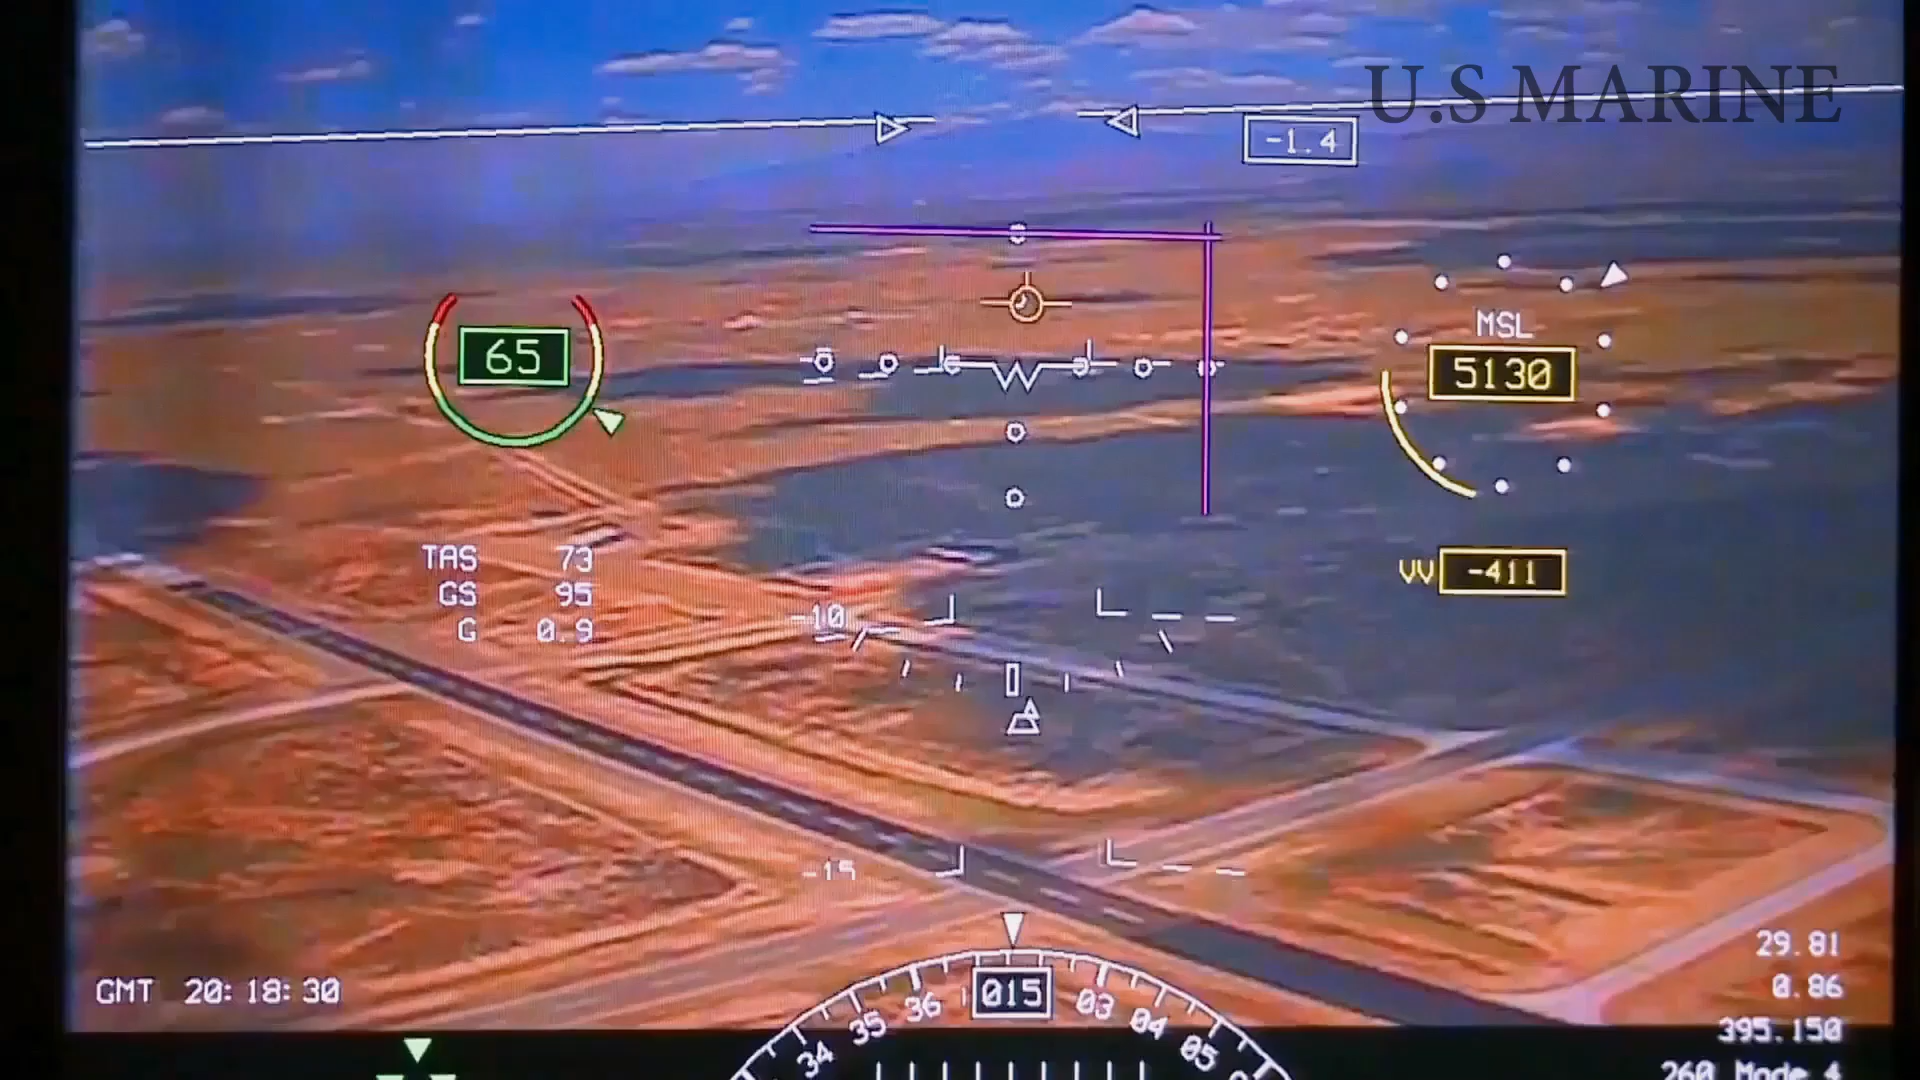 U.S MARINE
-1.4
MSL
65
5130
TAS 73
GS 95
G 0.9
VV -411
-10
-15
29.81
GMT 20:18:30
0.86
34 35 36 015 03 04 05
395.150
260 Mode 4